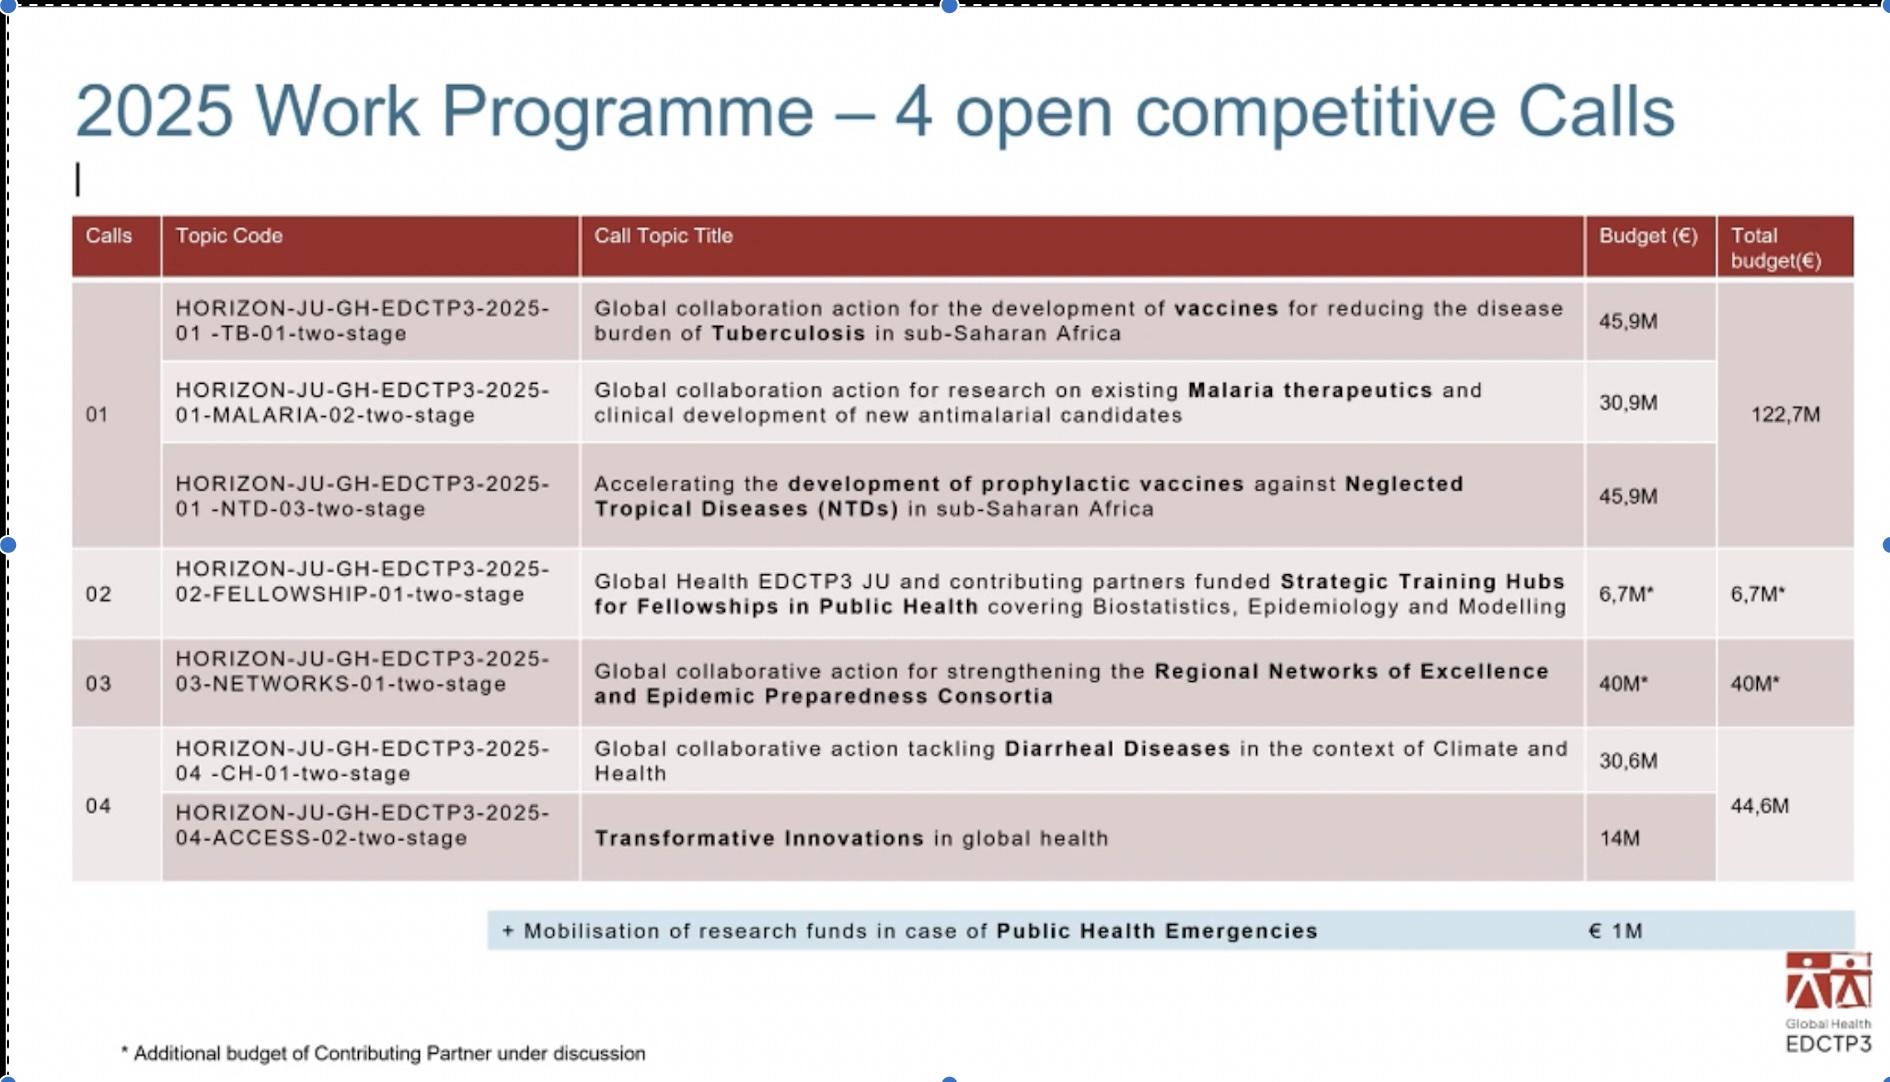 2025 Work Programme – 4 open competitive Calls
Calls
Topic Code
Call Topic Title
Budget (€)
Total
budget(€)
01
HORIZON-JU-GH-EDCTP3-2025-
01 -TB-01-two-stage
Global collaboration action for the development of vaccines for reducing the disease
burden of Tuberculosis in sub-Saharan Africa
45,9M
122,7M
HORIZON-JU-GH-EDCTP3-2025-
01-MALARIA-02-two-stage
Global collaboration action for research on existing Malaria therapeutics and
clinical development of new antimalarial candidates
30,9M
HORIZON-JU-GH-EDCTP3-2025-
01 -NTD-03-two-stage
Accelerating the development of prophylactic vaccines against Neglected
Tropical Diseases (NTDs) in sub-Saharan Africa
45,9M
02
HORIZON-JU-GH-EDCTP3-2025-
02-FELLOWSHIP-01-two-stage
Global Health EDCTP3 JU and contributing partners funded Strategic Training Hubs
for Fellowships in Public Health covering Biostatistics, Epidemiology and Modelling
6,7M*
6,7M*
03
HORIZON-JU-GH-EDCTP3-2025-
03-NETWORKS-01-two-stage
Global collaborative action for strengthening the Regional Networks of Excellence
and Epidemic Preparedness Consortia
40M*
40M*
04
HORIZON-JU-GH-EDCTP3-2025-
04 -CH-01-two-stage
Global collaborative action tackling Diarrheal Diseases in the context of Climate and
Health
30,6M
44,6M
HORIZON-JU-GH-EDCTP3-2025-
04-ACCESS-02-two-stage
Transformative Innovations in global health
14M
+ Mobilisation of research funds in case of Public Health Emergencies
€ 1M
Global Health
EDCTP3
* Additional budget of Contributing Partner under discussion